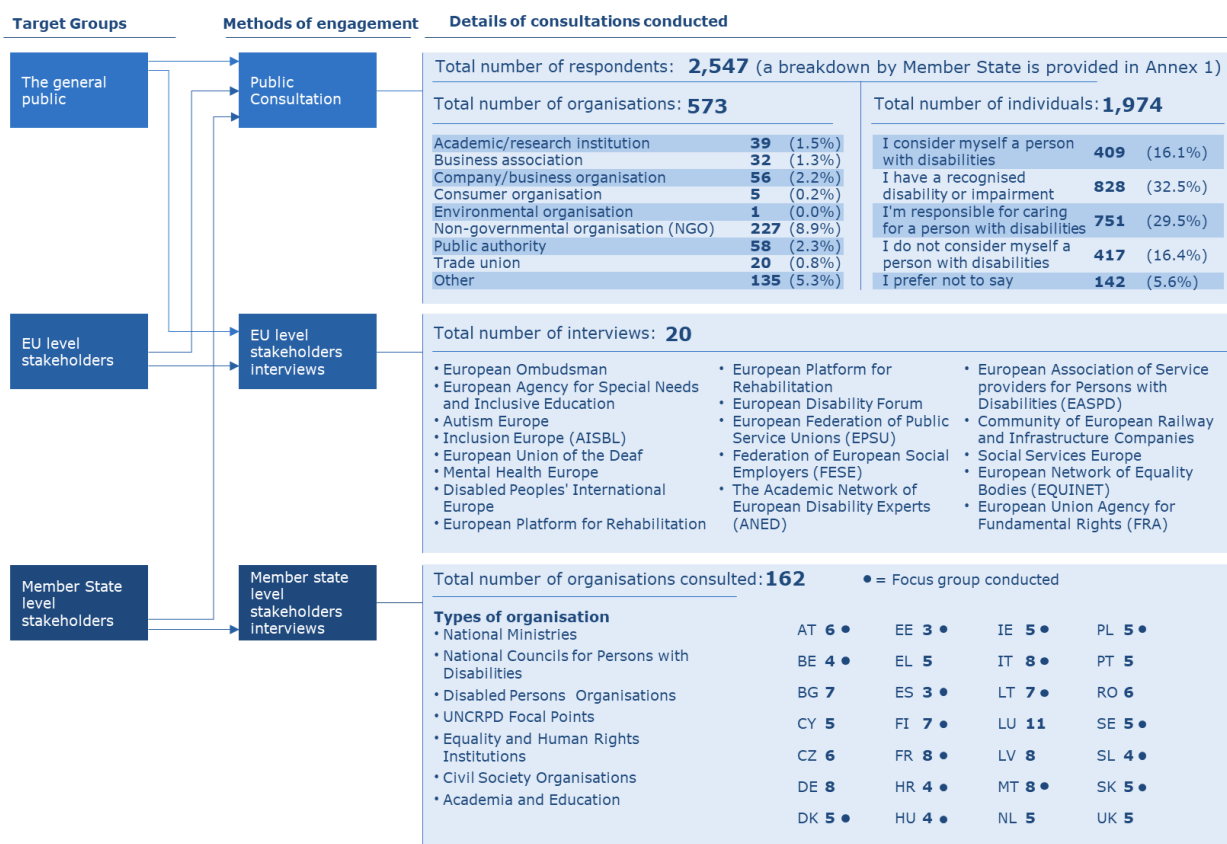 Target Groups
Methods of engagement
Details of consultations conducted
The general
public
Public
Consultation
Total number of respondents: 2,547 (a breakdown by Member State is provided in Annex 1)
Total number of organisations: 573
Academic/research institution 39 (1.5%)
Business association 32 (1.3%)
Company/business organisation 56 (2.2%)
Consumer organisation 5 (0.2%)
Environmental organisation 1 (0.0%)
Non-governmental organisation (NGO) 227 (8.9%)
Public authority 58 (2.3%)
Trade union 20 (0.8%)
Other 135 (5.3%)
Total number of individuals: 1,974
I consider myself a person
with disabilities 409 (16.1%)
I have a recognised
disability or impairment 828 (32.5%)
I'm responsible for caring
for a person with disabilities 751 (29.5%)
I do not consider myself a
person with disabilities 417 (16.4%)
I prefer not to say 142 (5.6%)
EU level
stakeholders
EU level
stakeholders
interviews
Total number of interviews: 20
• European Ombudsman
• European Agency for Special Needs
and Inclusive Education
• Autism Europe
• Inclusion Europe (AISBL)
• European Union of the Deaf
• Mental Health Europe
• Disabled Peoples' International
Europe
• European Platform for Rehabilitation
• European Platform for
Rehabilitation
• European Disability Forum
• European Federation of Public
Service Unions (EPSU)
• Federation of European Social
Employers (FESE)
• The Academic Network of
European Disability Experts
(ANED)
• European Association of Service
providers for Persons with
Disabilities (EASPD)
• Community of European Railway
and Infrastructure Companies
• Social Services Europe
• European Network of Equality
Bodies (EQUINET)
• European Union Agency for
Fundamental Rights (FRA)
Member State
level
stakeholders
Member state
level
stakeholders
interviews
Total number of organisations consulted: 162
● = Focus group conducted
Types of organisation
• National Ministries
• National Councils for Persons with
Disabilities
• Disabled Persons Organisations
• UNCRPD Focal Points
• Equality and Human Rights
Institutions
• Civil Society Organisations
• Academia and Education
AT 6 ● EE 3 ● IE 5 ● PL 5 ●
BE 4 ● EL 5 IT 8 ● PT 5
BG 7 ES 3 ● LT 7 ● RO 6
CY 5 FI 7 ● LU 11 SE 5 ●
CZ 6 FR 8 ● LV 8 SL 4 ●
DE 8 HR 4 ● MT 8 ● SK 5 ●
DK 5 ● HU 4 ● NL 5 UK 5